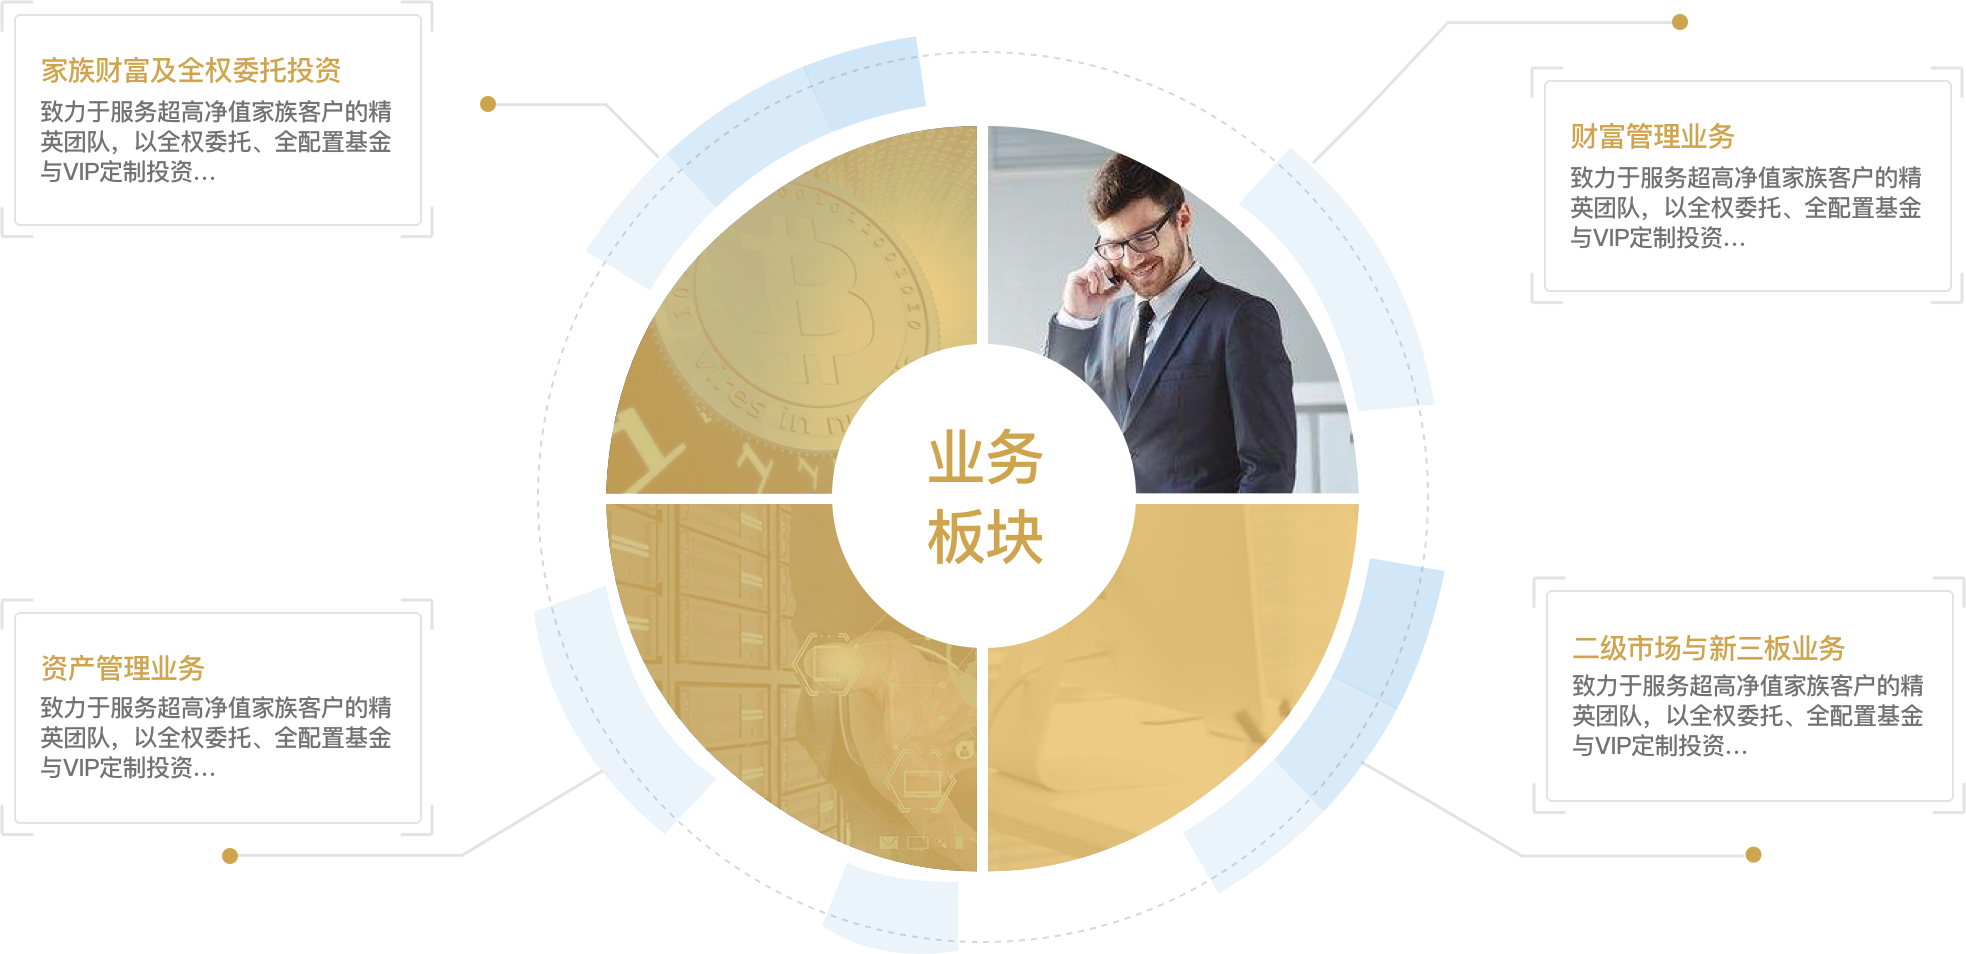 家族财富及全权委托投资
致力于服务超高净值家族客户的精
英团队，以全权委托、全配置基金
与VIP定制投资...
财富管理业务
致力于服务超高净值家族客户的精
英团队，以全权委托、全配置基金
与VIP定制投资...
业务
板块
资产管理业务
致力于服务超高净值家族客户的精
英团队，以全权委托、全配置基金
与VIP定制投资...
二级市场与新三板业务
致力于服务超高净值家族客户的精
英团队，以全权委托、全配置基金
与VIP定制投资...
vires in